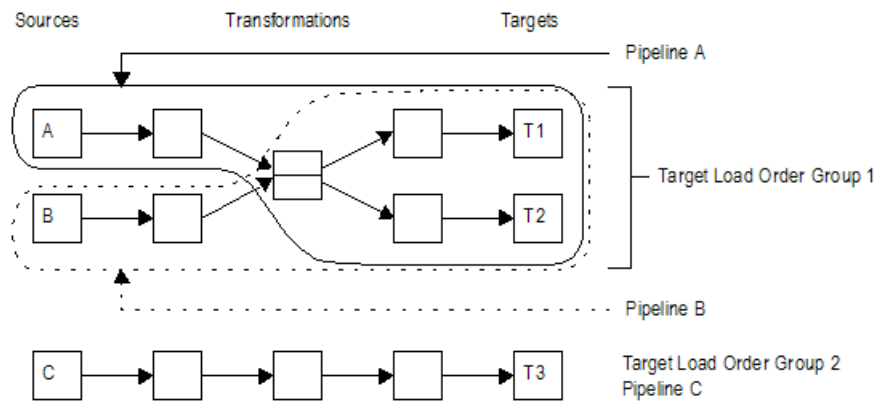 Sources
Transformations
Targets
Pipeline A
A
T1
Target Load Order Group 1
B
T2
Pipeline B
C
T3
Target Load Order Group 2
Pipeline C